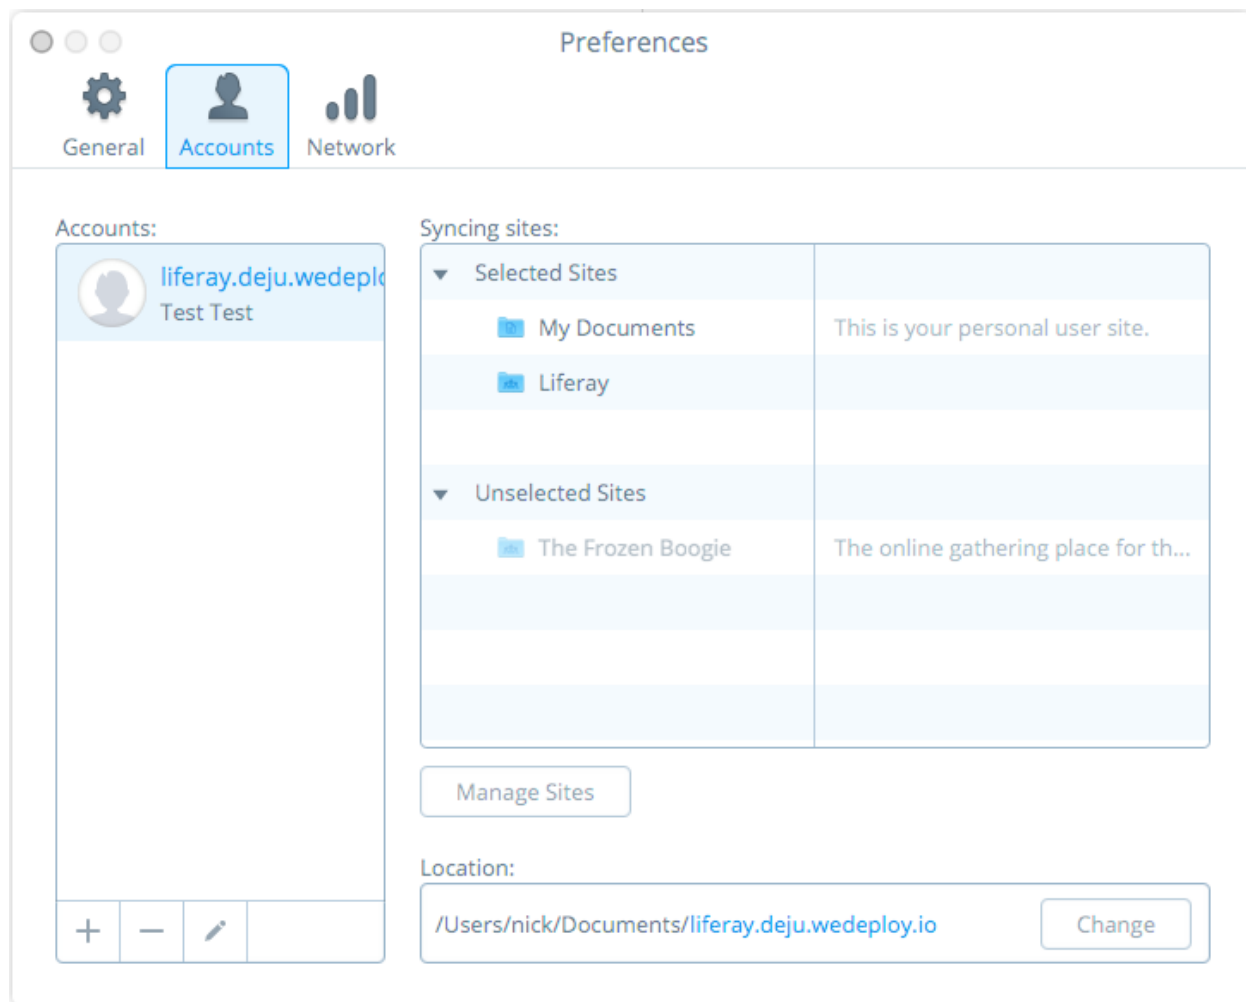 Preferences
General
Accounts
Network
Accounts:
liferay.deju.wedeplo
Test Test
Syncing sites:
Selected Sites
My Documents
This is your personal user site.
Liferay
Unselected Sites
The Frozen Boogie
The online gathering place for th...
Manage Sites
Location:
/Users/nick/Documents/liferay.deju.wedeploy.io
Change